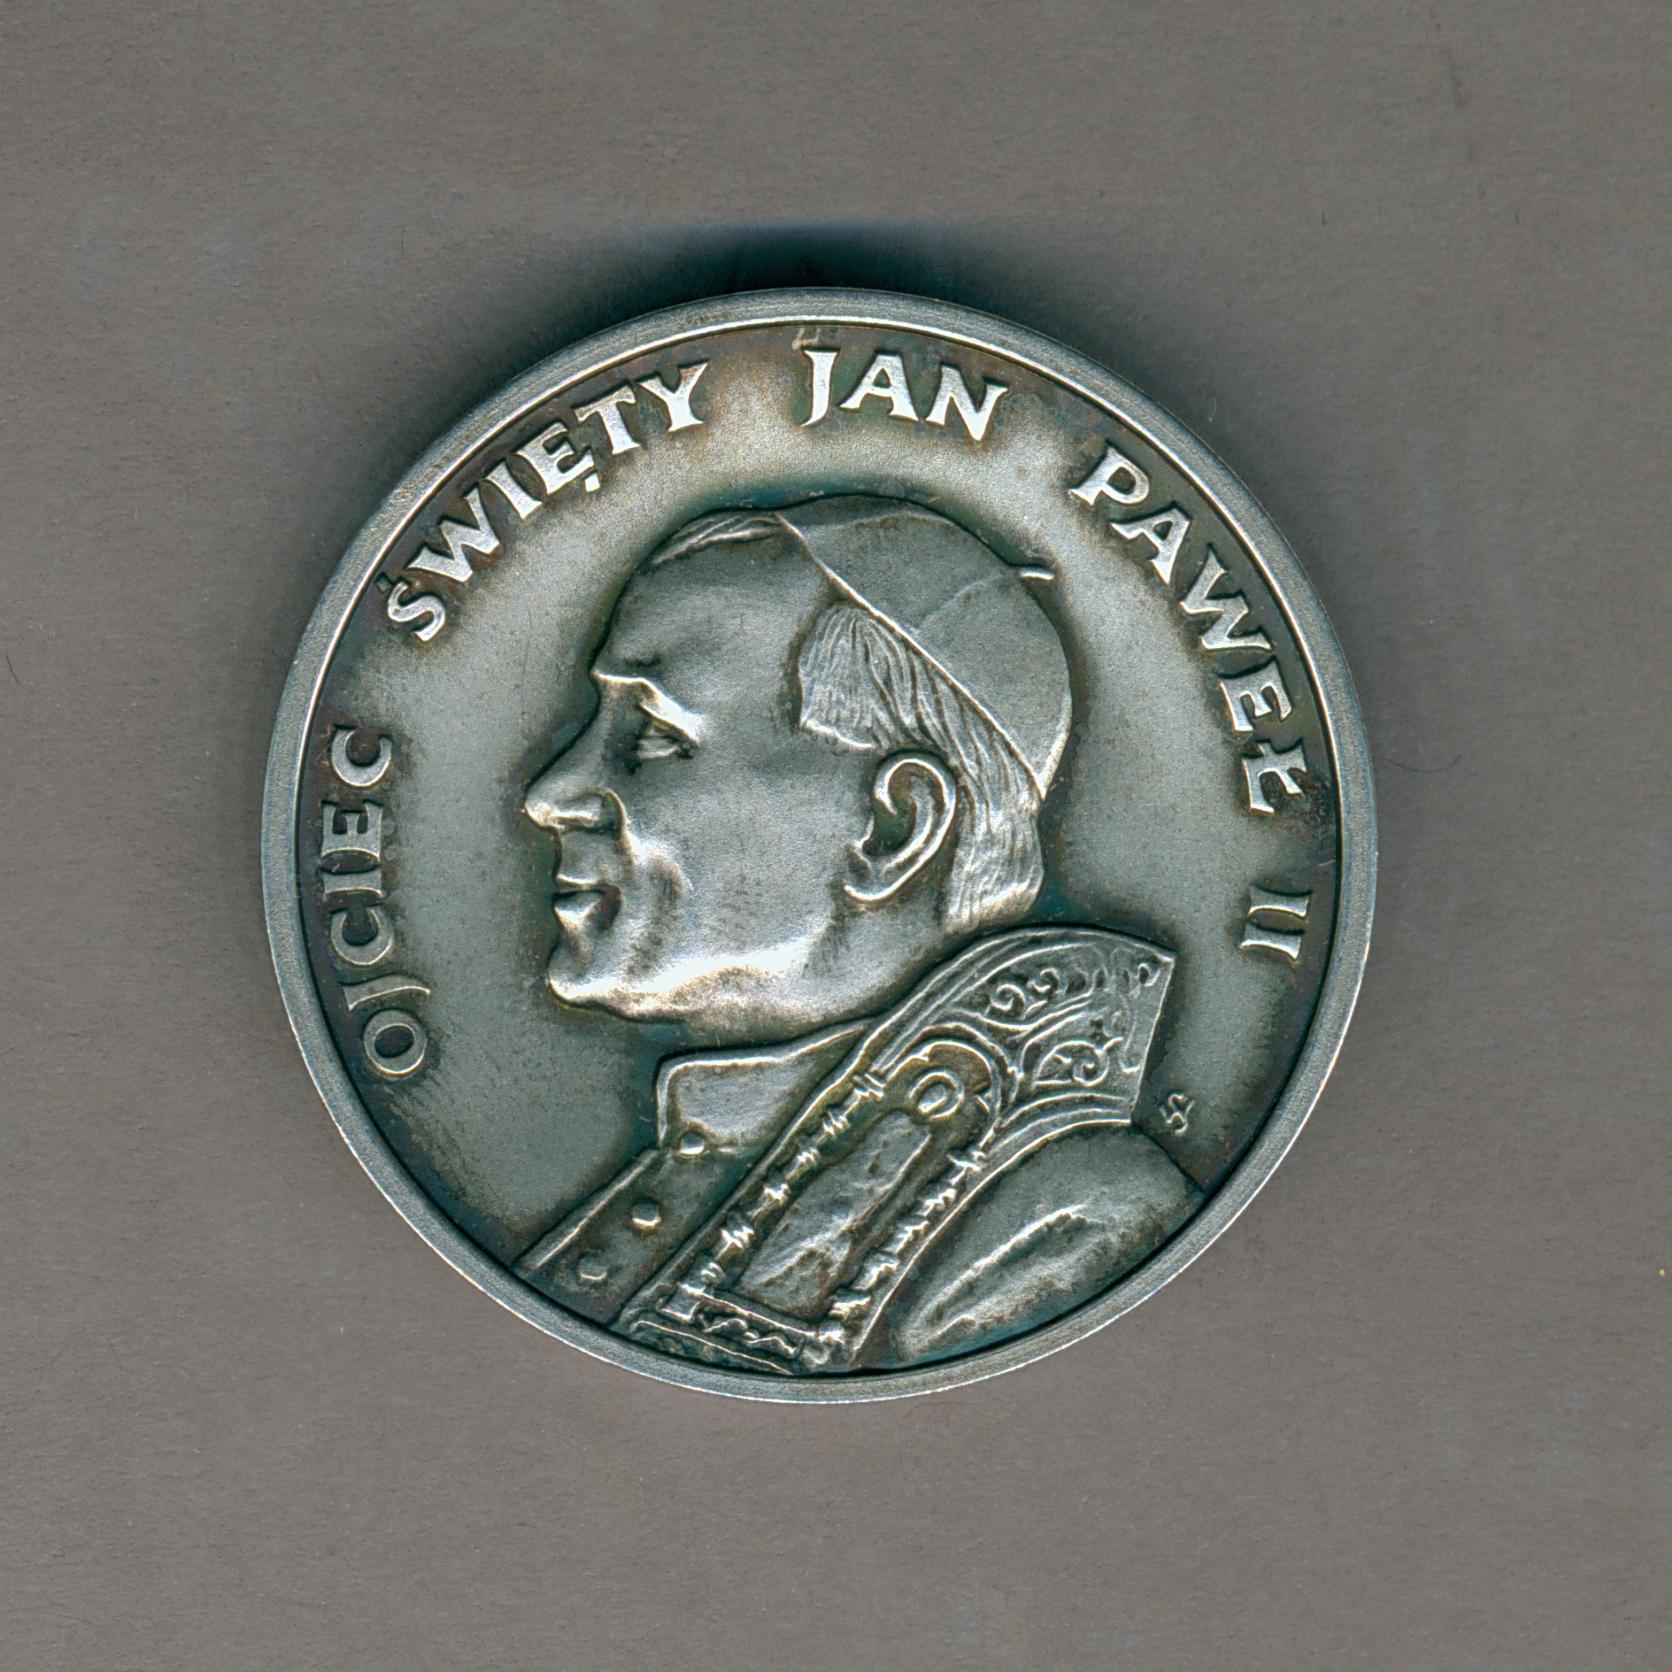 OJCIEC ŚWIĘTY JAN PAWEŁ II